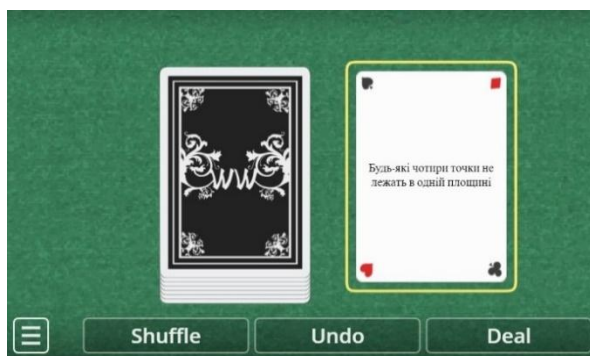 Будь-які чотири точки не
лежать в одній площині
Shuffle
Undo
Deal